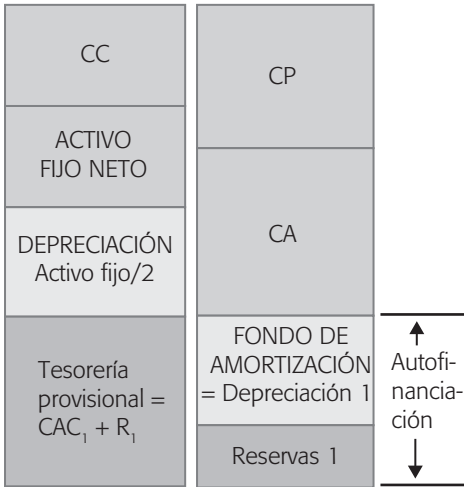 CC
ACTIVO
FIJO NETO
DEPRECIACIÓN
Activo fijo/2
Tesorería
provisional =
CAC₁ + R₁
CP
CA
FONDO DE
AMORTIZACIÓN
= Depreciación 1
Reservas 1
Autofi-
nancia-
ción